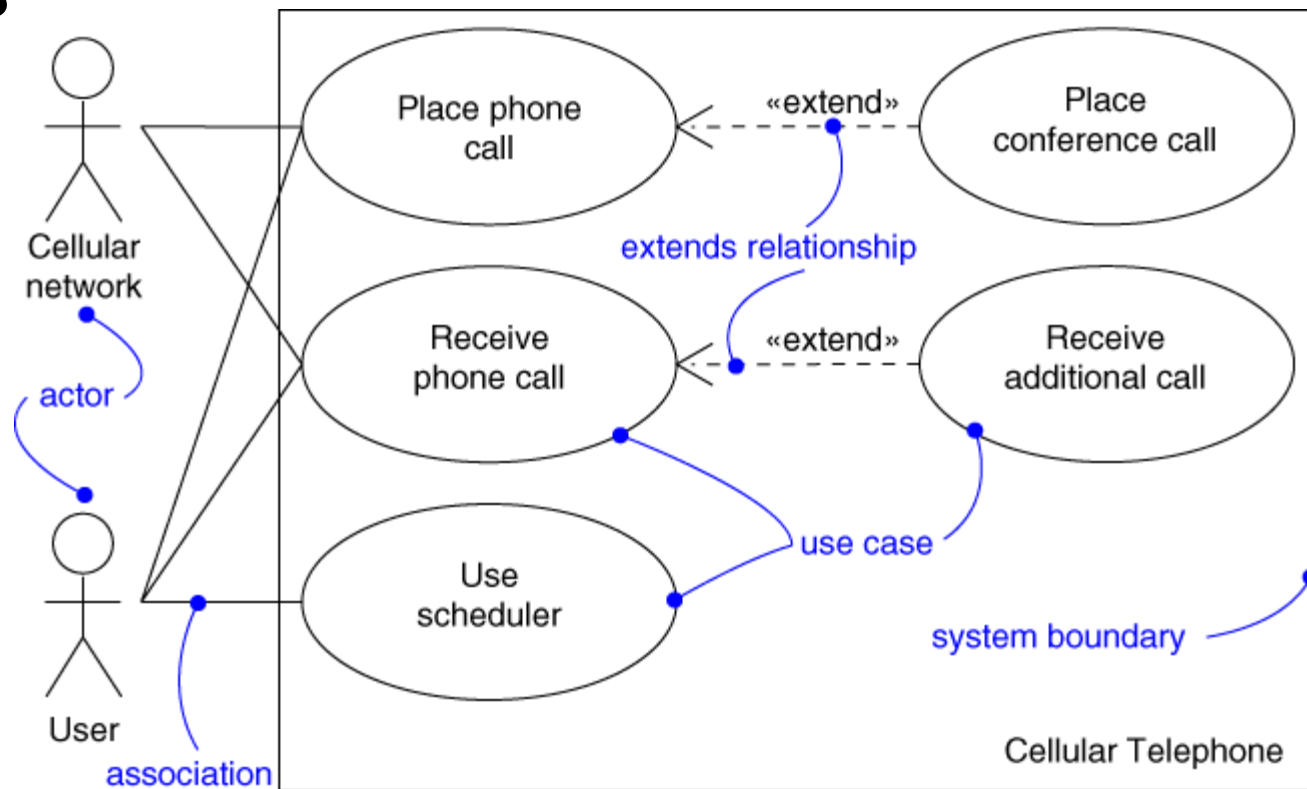 Place phone
call
«extend»
Place
conference call
Cellular
network
extends relationship
Receive
phone call
«extend»
Receive
additional call
actor
use case
Use
scheduler
system boundary
User
association
Cellular Telephone